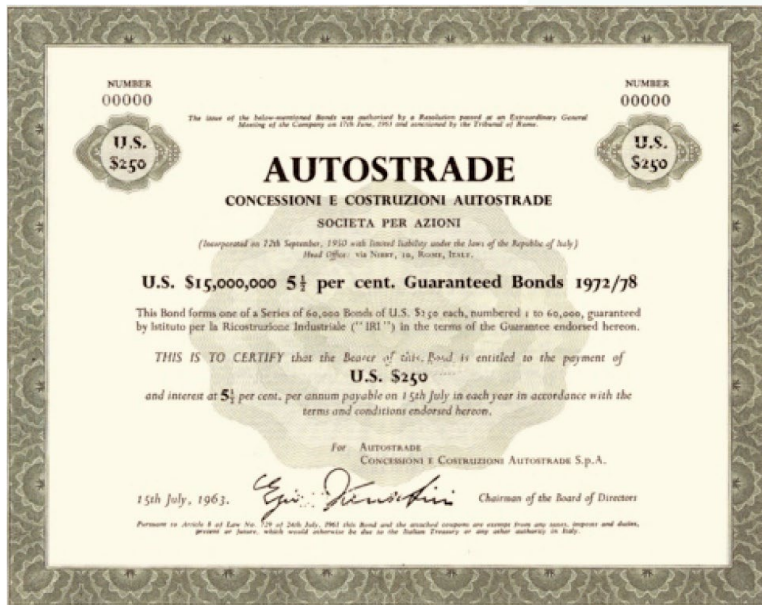 NUMBER
00000
NUMBER
00000
U.S.
$250
U.S.
$250
The issue of the below-mentioned Bonds was authorised by a Resolution passed at an Extraordinary General
Meeting of the Company on 17th June, 1963 and sanctioned by the Tribunal of Rome.
AUTOSTRADE
CONCESSIONI E COSTRUZIONI AUTOSTRADE
SOCIETA PER AZIONI
(Incorporated on 12th September, 1950 with limited liability under the laws of the Republic of Italy)
Head Office: via Nibby, 10, Rome, Italy.
U.S. $15,000,000 5½ per cent. Guaranteed Bonds 1972/78
This Bond forms one of a Series of 60,000 Bonds of U.S. $250 each, numbered 1 to 60,000, guaranteed
by Istituto per la Ricostruzione Industriale ("IRI") in the terms of the Guarantee endorsed hereon.
THIS IS TO CERTIFY that the Bearer of this Bond is entitled to the payment of
U.S. $250
and interest at 5½ per cent. per annum payable on 15th July in each year in accordance with the
terms and conditions endorsed hereon.
For AUTOSTRADE
CONCESSIONI E COSTRUZIONI AUTOSTRADE S.p.A.
15th July, 1963.
Chairman of the Board of Directors
Pursuant to Article 8 of Law No. 729 of 24th July, 1961 this Bond and the attached coupons are exempt from any taxes, imposts and duties,
present or future, which would otherwise be due to the Italian Treasury or any other authority in Italy.